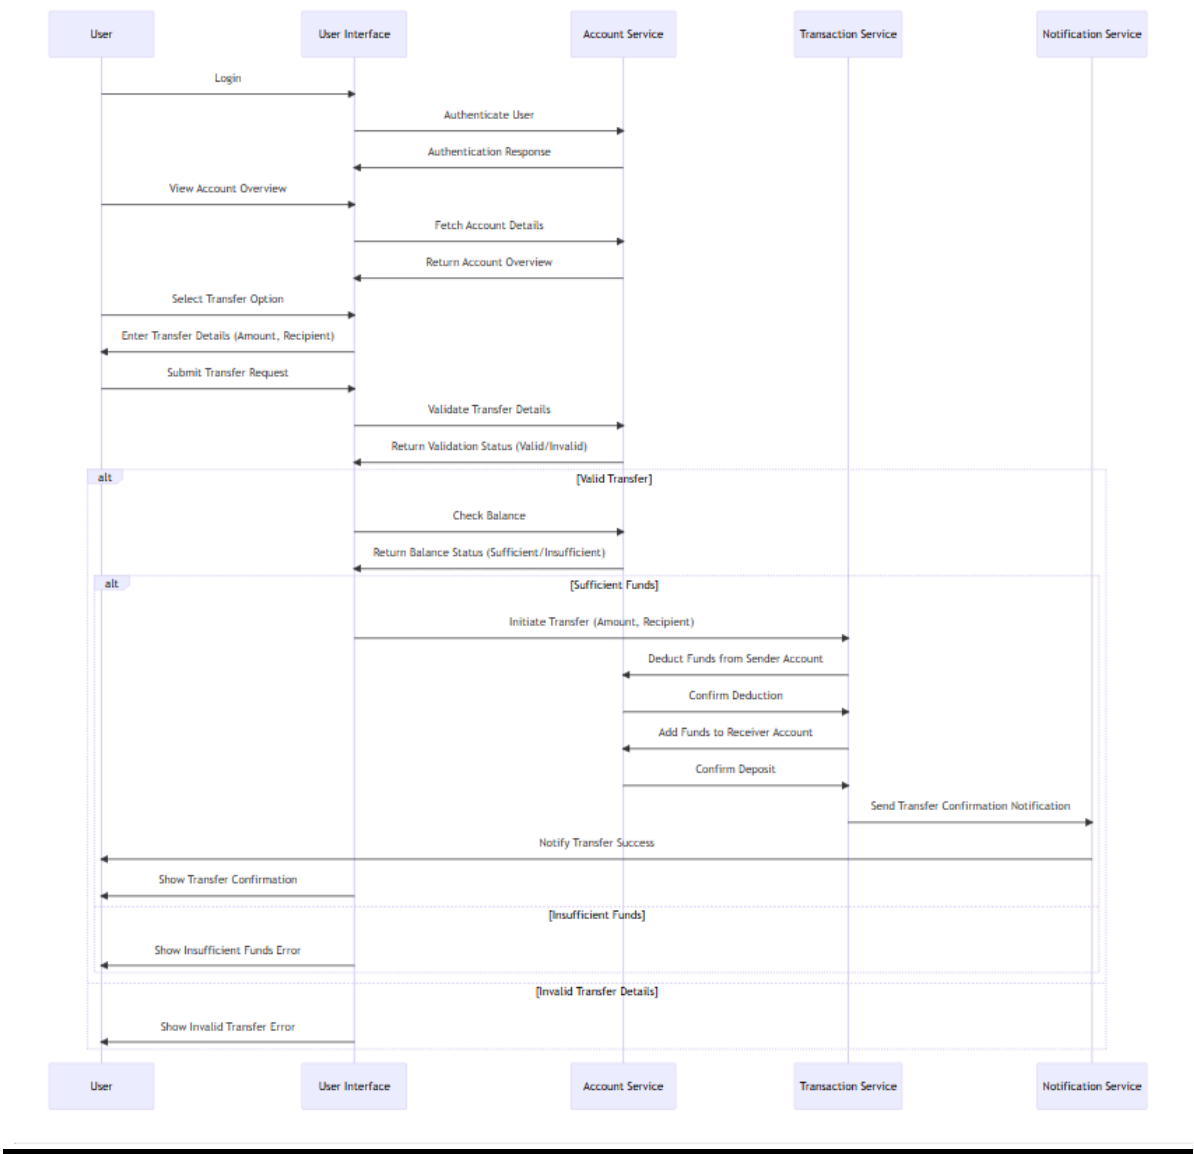 User
User Interface
Account Service
Transaction Service
Notification Service
Login
Authenticate User
Authentication Response
View Account Overview
Fetch Account Details
Return Account Overview
Select Transfer Option
Enter Transfer Details (Amount, Recipient)
Submit Transfer Request
Validate Transfer Details
Return Validation Status (Valid/Invalid)
alt
[Valid Transfer]
Check Balance
Return Balance Status (Sufficient/Insufficient)
alt
[Sufficient Funds]
Initiate Transfer (Amount, Recipient)
Deduct Funds from Sender Account
Confirm Deduction
Add Funds to Receiver Account
Confirm Deposit
Send Transfer Confirmation Notification
Notify Transfer Success
Show Transfer Confirmation
[Insufficient Funds]
Show Insufficient Funds Error
[Invalid Transfer Details]
Show Invalid Transfer Error
User
User Interface
Account Service
Transaction Service
Notification Service